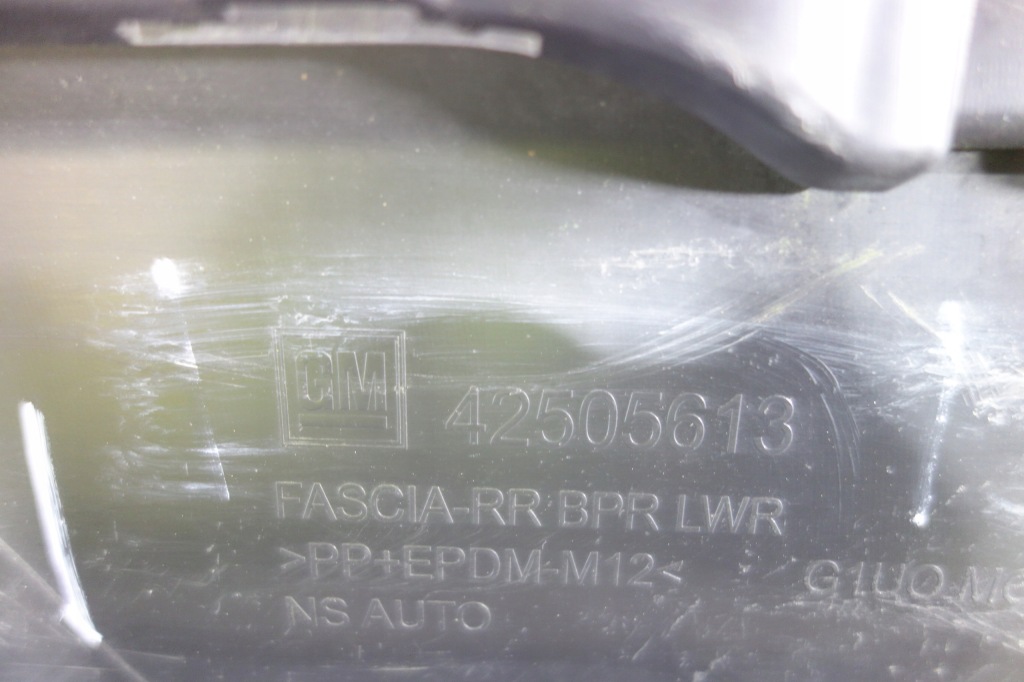 GM 42505613
FASCIA-RR BPR LWR
>PP+EPDM-M12<
NS AUTO